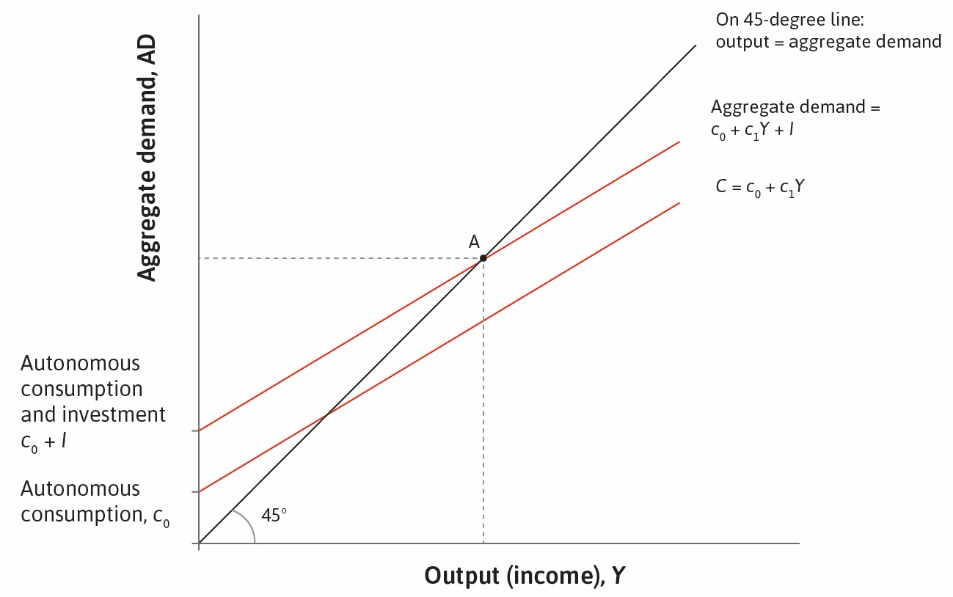 On 45-degree line:
output = aggregate demand
Aggregate demand, AD
Aggregate demand =
c₀ + c₁Y + I
C = c₀ + c₁Y
A
Autonomous
consumption
and investment
c₀ + I
Autonomous
consumption, c₀
45°
Output (income), Y